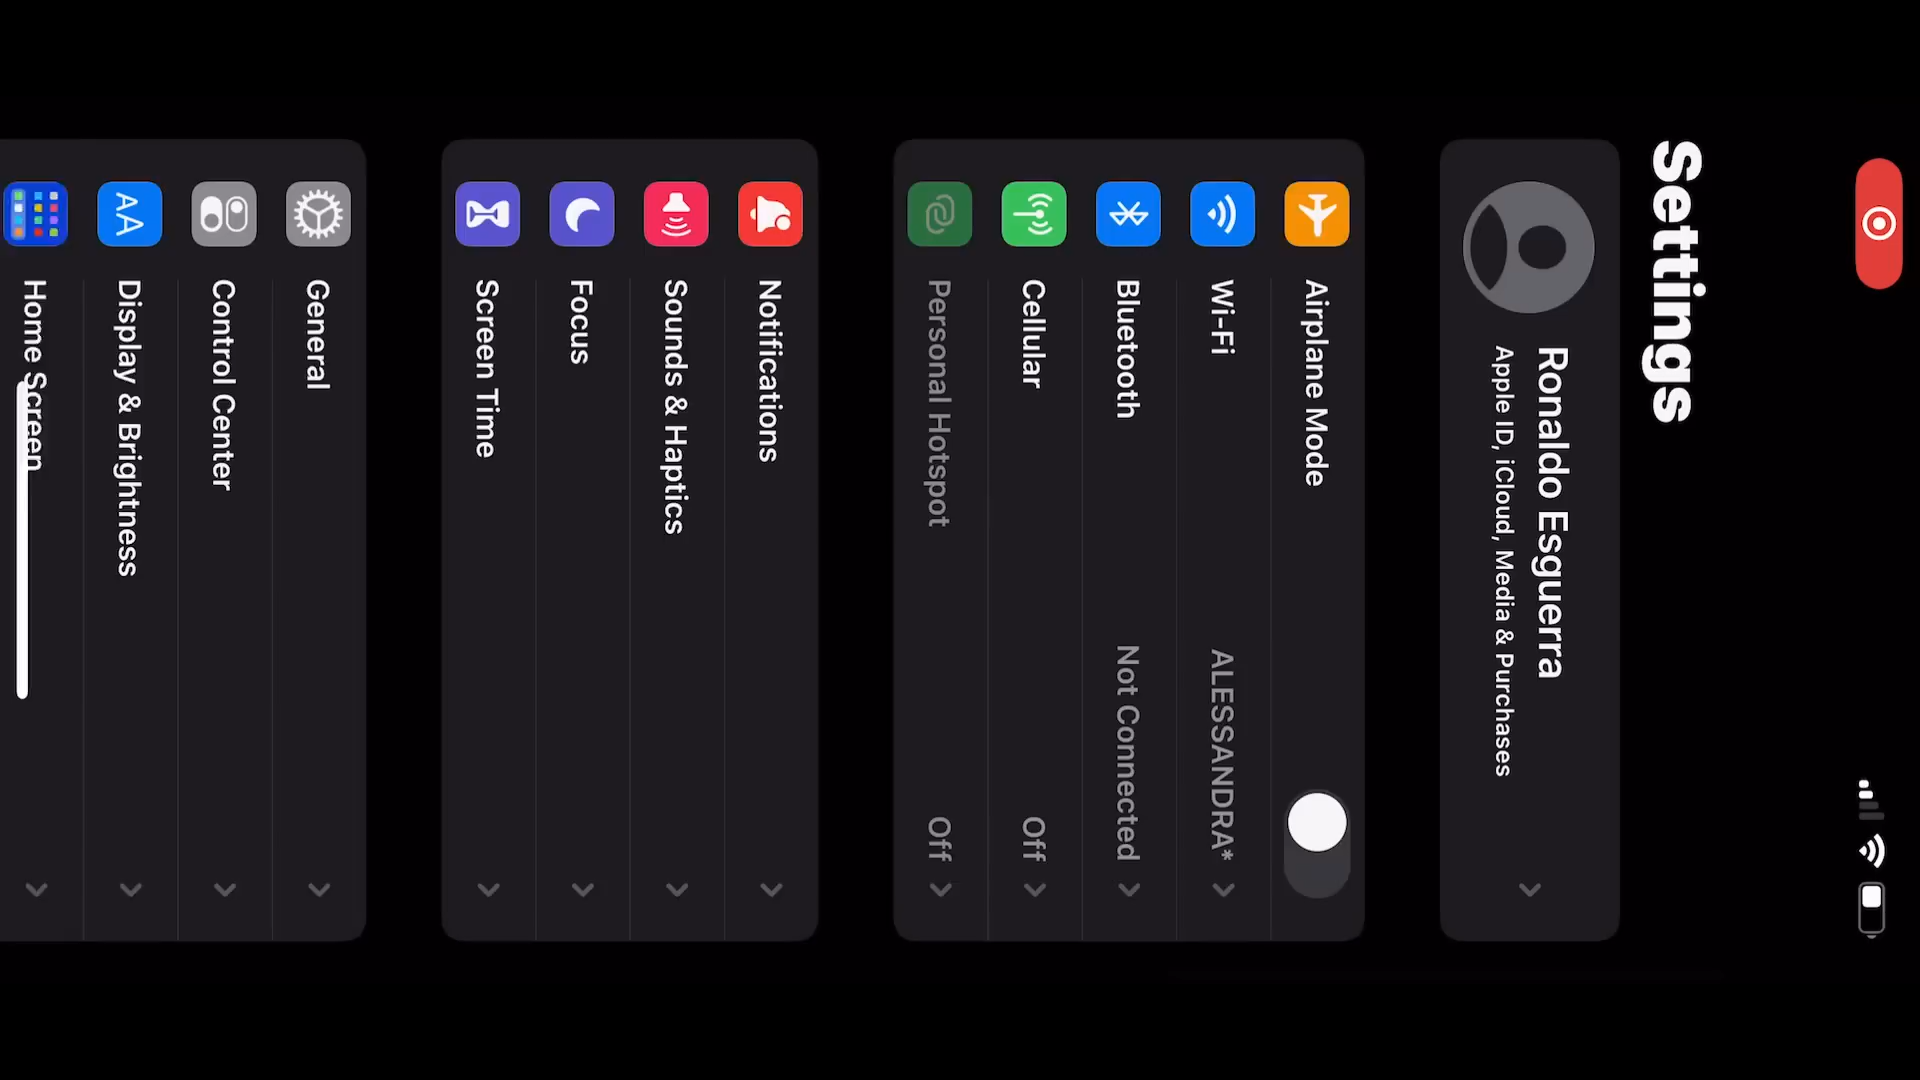 Settings
Ronaldo Esguerra
Apple ID, iCloud, Media & Purchases
Airplane Mode
Wi-Fi ALESSANDRA*
Bluetooth Not Connected
Cellular Off
Personal Hotspot Off
Notifications
Sounds & Haptics
Focus
Screen Time
General
Control Center
AA Display & Brightness
Home Screen